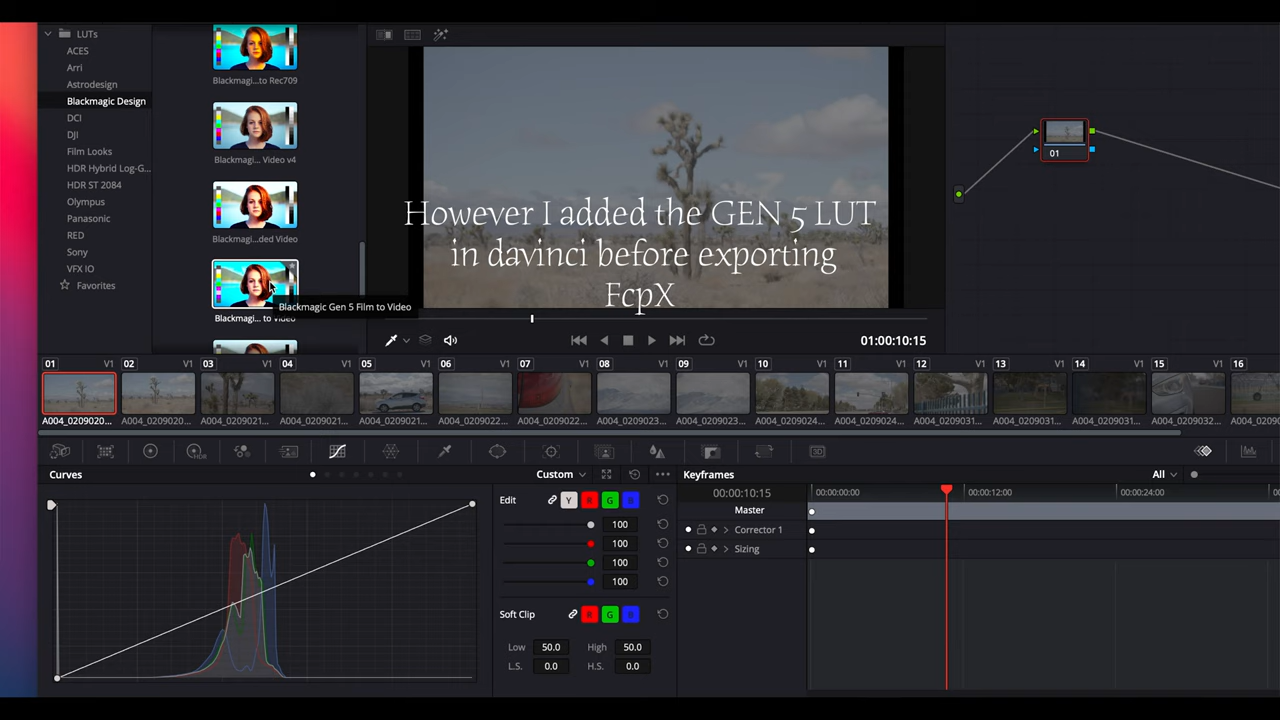 LUTs
ACES
Arri
Astrodesign
Blackmagic Design
DCI
DJI
Film Looks
HDR Hybrid Log-G...
HDR ST 2084
Olympus
Panasonic
RED
Sony
VFX IO
Favorites
Blackmagi...to Rec709
Blackmagi... Video v4
Blackmagi...ded Video
Blackmagi... to Video
Blackmagic Gen 5 Film to Video
However I added the GEN 5 LUT
in davinci before exporting
FcpX
01:00:10:15
01
01 V1 02 V1 03 V1 04 V1 05 V1 06 V1 07 V1 08 V1 09 V1 10 V1 11 V1 12 V1 13 V1 14 V1 15 V1 16
A004_0209020... A004_0209020... A004_0209021... A004_0209021... A004_0209021... A004_0209022... A004_0209022... A004_0209023... A004_0209023... A004_0209024... A004_0209024... A004_0209031... A004_0209031... A004_0209031... A004_0209032... A004_020
HDR
3D
Curves
Custom
Edit Y R G B
100
100
100
100
Soft Clip R G B
Low 50.0 High 50.0
L.S. 0.0 H.S. 0.0
Keyframes
All
00:00:10:15
00:00:00:00 00:00:12:00 00:00:24:00
Master
Corrector 1
Sizing